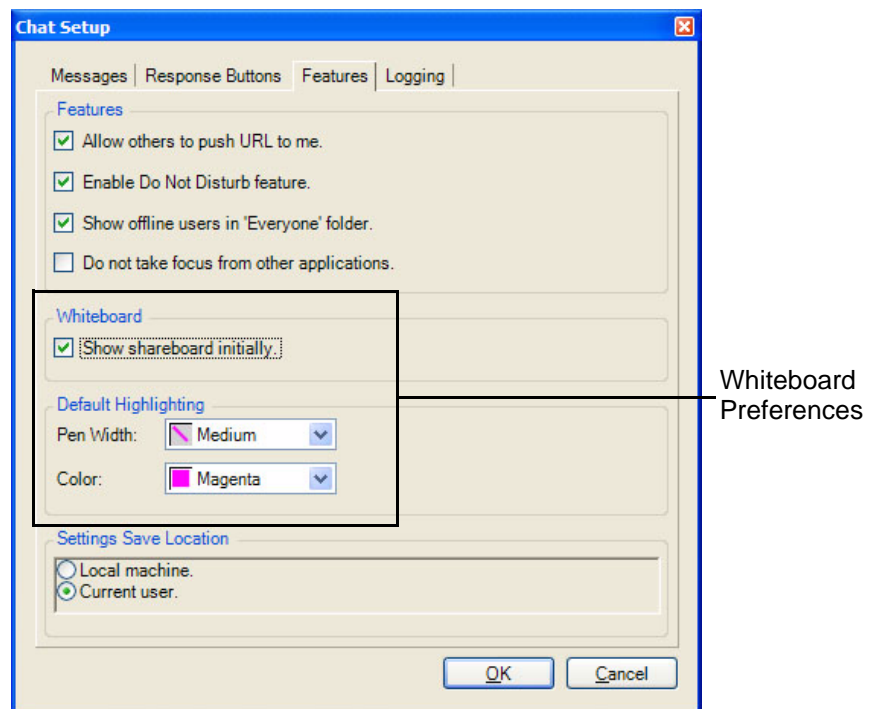 Chat Setup
Messages Response Buttons Features Logging
Features
Allow others to push URL to me.
Enable Do Not Disturb feature.
Show offline users in 'Everyone' folder.
Do not take focus from other applications.
Whiteboard
Show shareboard initially.
Default Highlighting
Pen Width: Medium
Color: Magenta
Whiteboard
Preferences
Settings Save Location
Local machine.
Current user.
OK Cancel